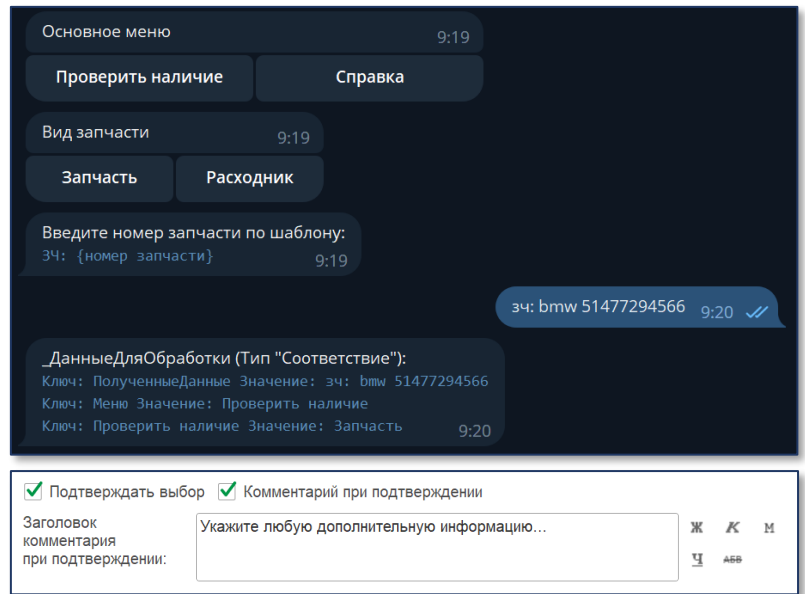 Основное меню
9:19
Проверить наличие
Справка
Вид запчасти
9:19
Запчасть
Расходник
Введите номер запчасти по шаблону:
ЗЧ: {номер запчасти}
9:19
зч: bmw 51477294566 9:20
_ДанныеДляОбработки (Тип "Соответствие"):
Ключ: ПолученныеДанные Значение: зч: bmw 51477294566
Ключ: Меню Значение: Проверить наличие
Ключ: Проверить наличие Значение: Запчасть
9:20
Подтверждать выбор Комментарий при подтверждении
Заголовок
комментария
при подтверждении:
Укажите любую дополнительную информацию...
Ж К М
Ч АБВ